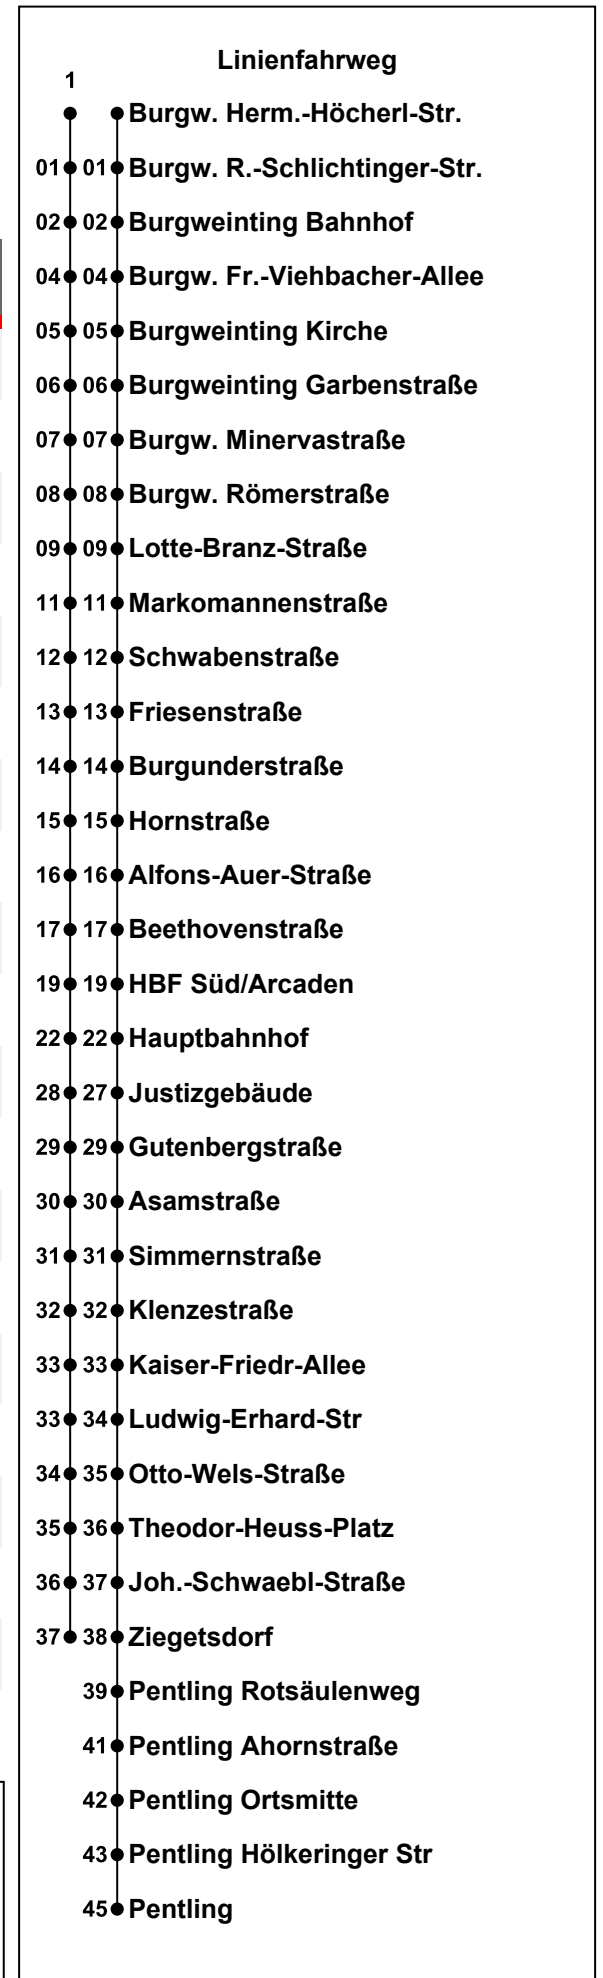 Linienfahrweg
1
Burgw. Herm.-Höcherl-Str.
01 01 Burgw. R.-Schlichtinger-Str.
02 02 Burgweinting Bahnhof
04 04 Burgw. Fr.-Viehbacher-Allee
05 05 Burgweinting Kirche
06 06 Burgweinting Garbenstraße
07 07 Burgw. Minervastraße
08 08 Burgw. Römerstraße
09 09 Lotte-Branz-Straße
11 11 Markomannenstraße
12 12 Schwabenstraße
13 13 Friesenstraße
14 14 Burgunderstraße
15 15 Hornstraße
16 16 Alfons-Auer-Straße
17 17 Beethovenstraße
19 19 HBF Süd/Arcaden
22 22 Hauptbahnhof
28 27 Justizgebäude
29 29 Gutenbergstraße
30 30 Asamstraße
31 31 Simmernstraße
32 32 Klenzestraße
33 33 Kaiser-Friedr-Allee
33 34 Ludwig-Erhard-Str
34 35 Otto-Wels-Straße
35 36 Theodor-Heuss-Platz
36 37 Joh.-Schwaebl-Straße
37 38 Ziegetsdorf
39 Pentling Rotsäulenweg
41 Pentling Ahornstraße
42 Pentling Ortsmitte
43 Pentling Hölkeringer Str
45 Pentling